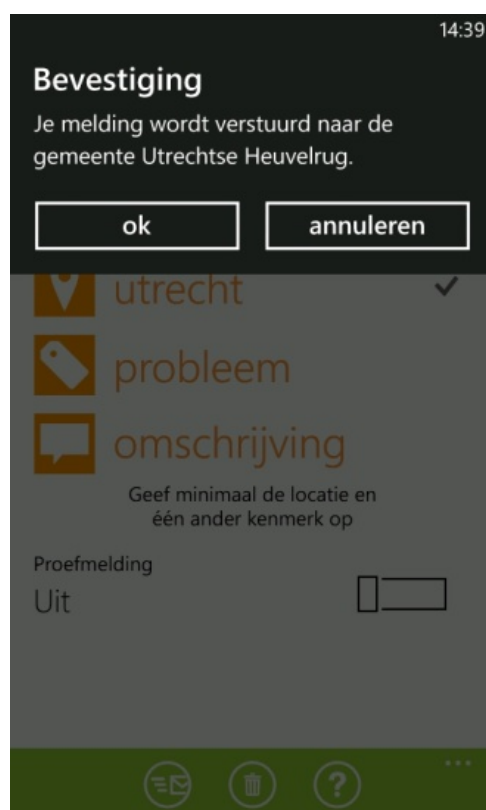 14:39
Bevestiging
Je melding wordt verstuurd naar de
gemeente Utrechtse Heuvelrug.
ok annuleren
utrecht
probleem
omschrijving
Geef minimaal de locatie en
één ander kenmerk op
Proefmelding
Uit
?